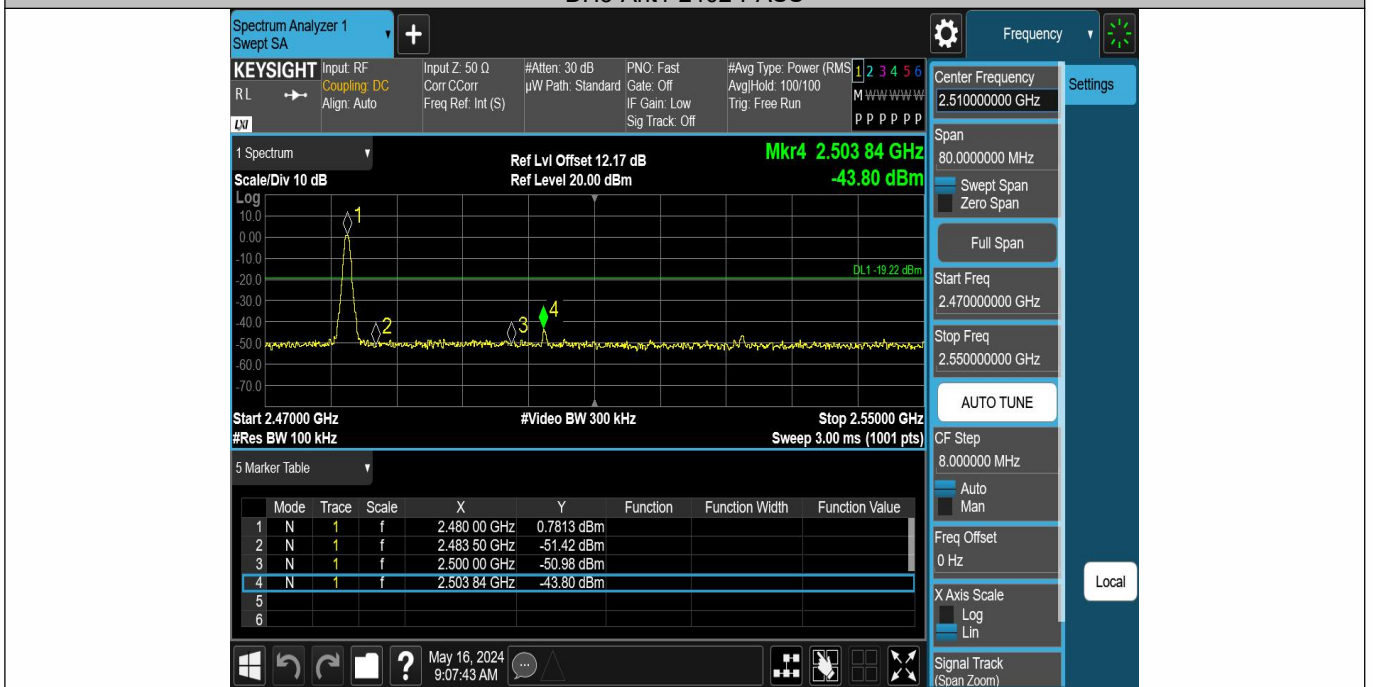 Spectrum Analyzer 1
Swept SA
Frequency
KEYSIGHT
RL
LXI
Input: RF
Coupling: DC
Align: Auto
Input Z: 50 Ω
Corr CCorr
Freq Ref: Int (S)
#Atten: 30 dB
µW Path: Standard
PNO: Fast
Gate: Off
IF Gain: Low
Sig Track: Off
#Avg Type: Power (RMS
Avg|Hold: 100/100
Trig: Free Run
1 2 3 4 5 6
M W W W W W
P P P P P P
1 Spectrum
Scale/Div 10 dB
Ref Lvl Offset 12.17 dB
Ref Level 20.00 dBm
Mkr4 2.503 84 GHz
-43.80 dBm
Log
10.0
0.00
-10.0
-20.0
-30.0
-40.0
-50.0
-60.0
-70.0
1
2
3
4
DL1 -19.22 dBm
Start 2.47000 GHz
#Video BW 300 kHz
Stop 2.55000 GHz
#Res BW 100 kHz
Sweep 3.00 ms (1001 pts)
5 Marker Table
Mode Trace Scale X Y Function Function Width Function Value
1 N 1 f 2.480 00 GHz 0.7813 dBm
2 N 1 f 2.483 50 GHz -51.42 dBm
3 N 1 f 2.500 00 GHz -50.98 dBm
4 N 1 f 2.503 84 GHz -43.80 dBm
5
6
?
May 16, 2024
9:07:43 AM
Center Frequency
2.510000000 GHz
Settings
Span
80.0000000 MHz
Swept Span
Zero Span
Full Span
Start Freq
2.470000000 GHz
Stop Freq
2.550000000 GHz
AUTO TUNE
CF Step
8.000000 MHz
Auto
Man
Freq Offset
0 Hz
Local
X Axis Scale
Log
Lin
Signal Track
(Span Zoom)